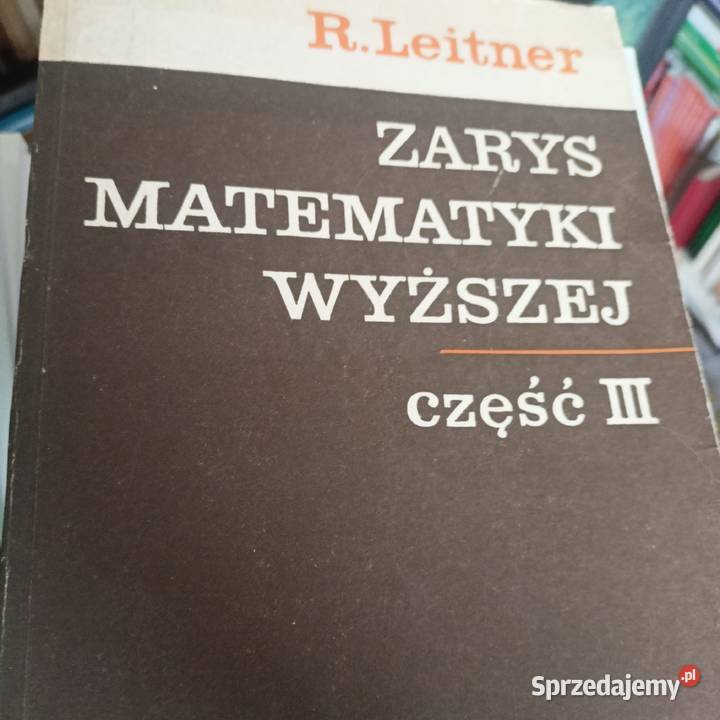 R.Leitner
ZARYS
MATEMATYKI
WYŻSZEJ
część III
Sprzedajemy.pl